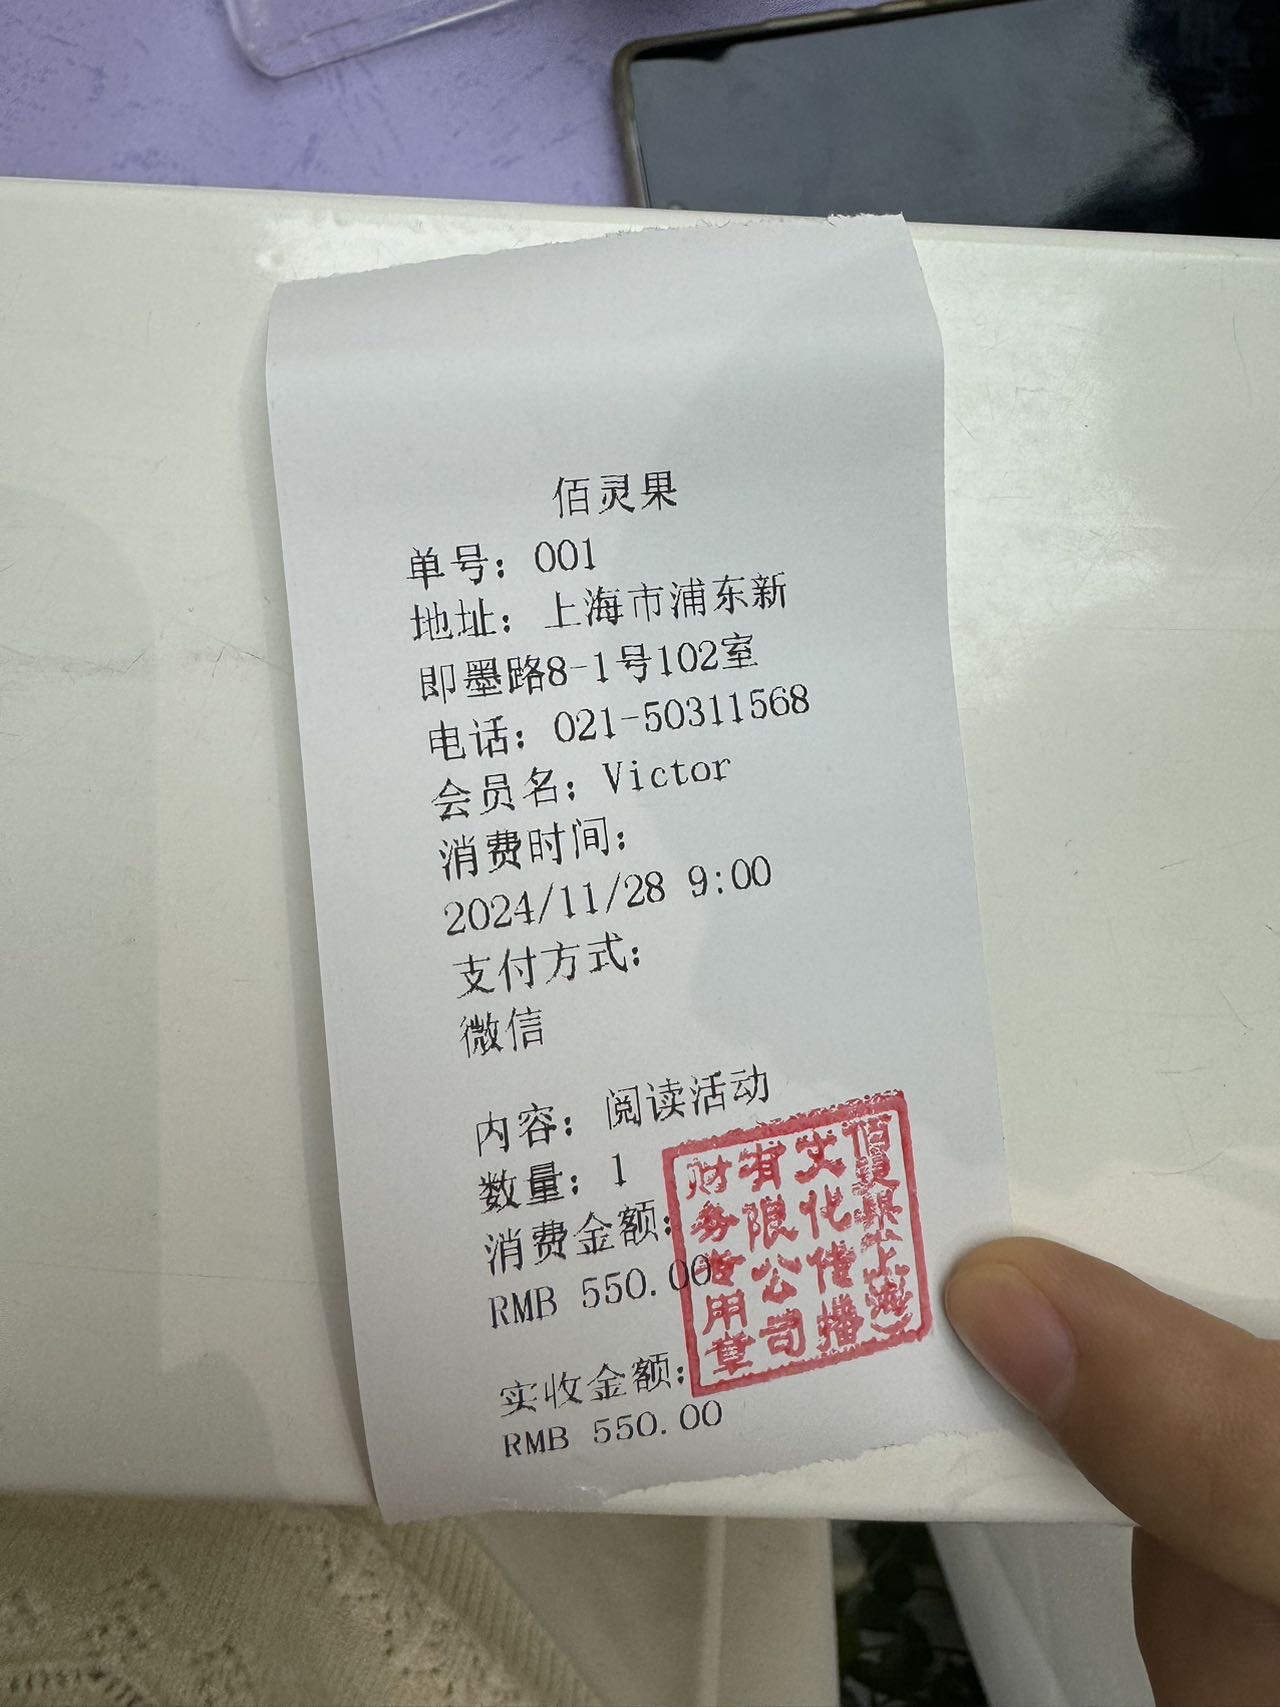 佰灵果
单号：001
地址：上海市浦东新
即墨路8-1号102室
电话：021-50311568
会员名：Victor
消费时间：
2024/11/28 9:00
支付方式：
微信
内容：阅读活动
数量：1
消费金额：
RMB 550.00
实收金额：
RMB 550.00
佰灵果（上海）
文化传播
有限公司
财务专用章